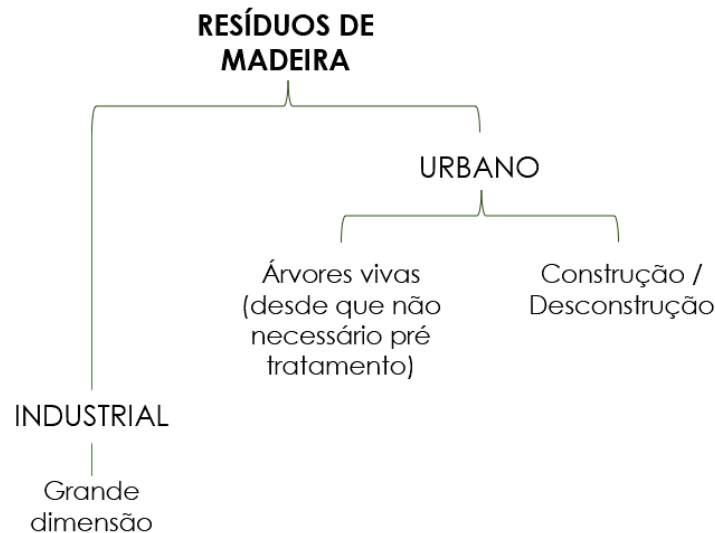 RESÍDUOS DE
MADEIRA
URBANO
Árvores vivas
(desde que não
necessário pré
tratamento)
Construção /
Desconstrução
INDUSTRIAL
Grande
dimensão